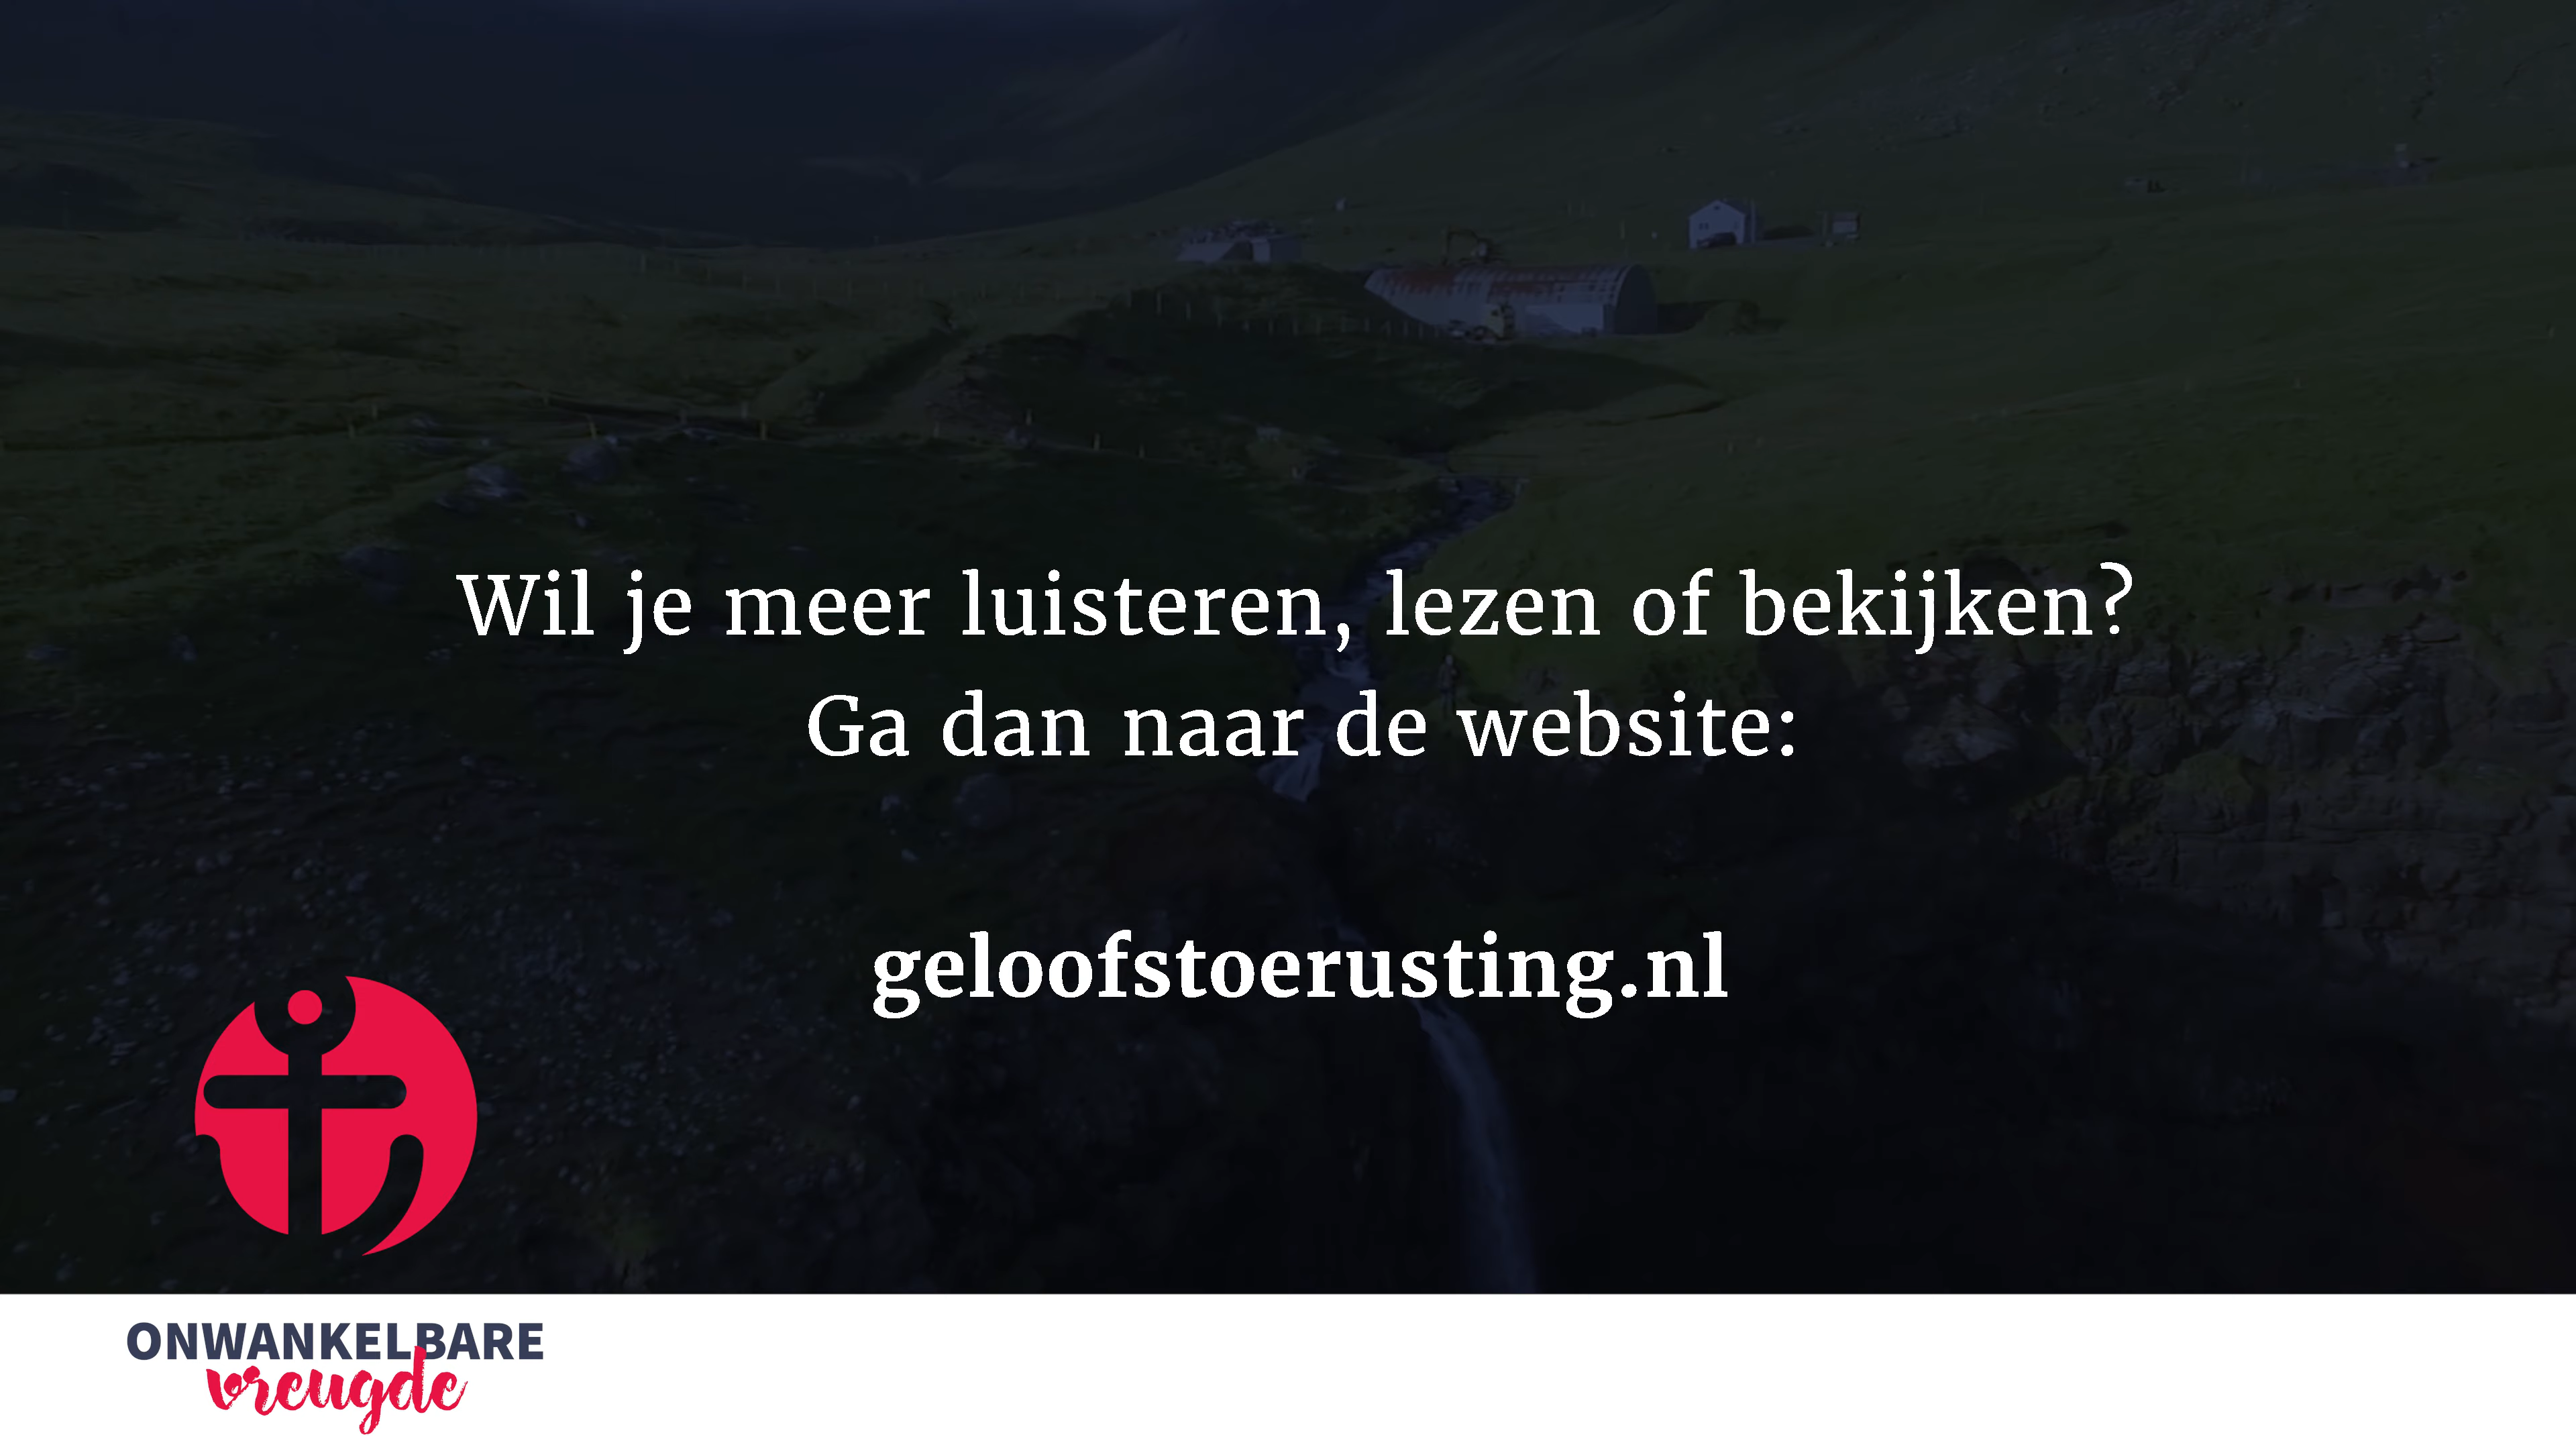 Wil je meer luisteren, lezen of bekijken?
Ga dan naar de website:
geloofstoerusting.nl
ONWANKELBARE
vreugde